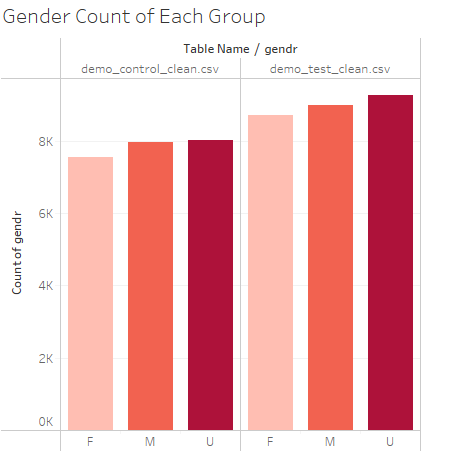 Gender Count of Each Group
Table Name / gendr
demo_control_clean.csv demo_test_clean.csv
Count of gendr
8K
6K
4K
2K
0K
F M U F M U